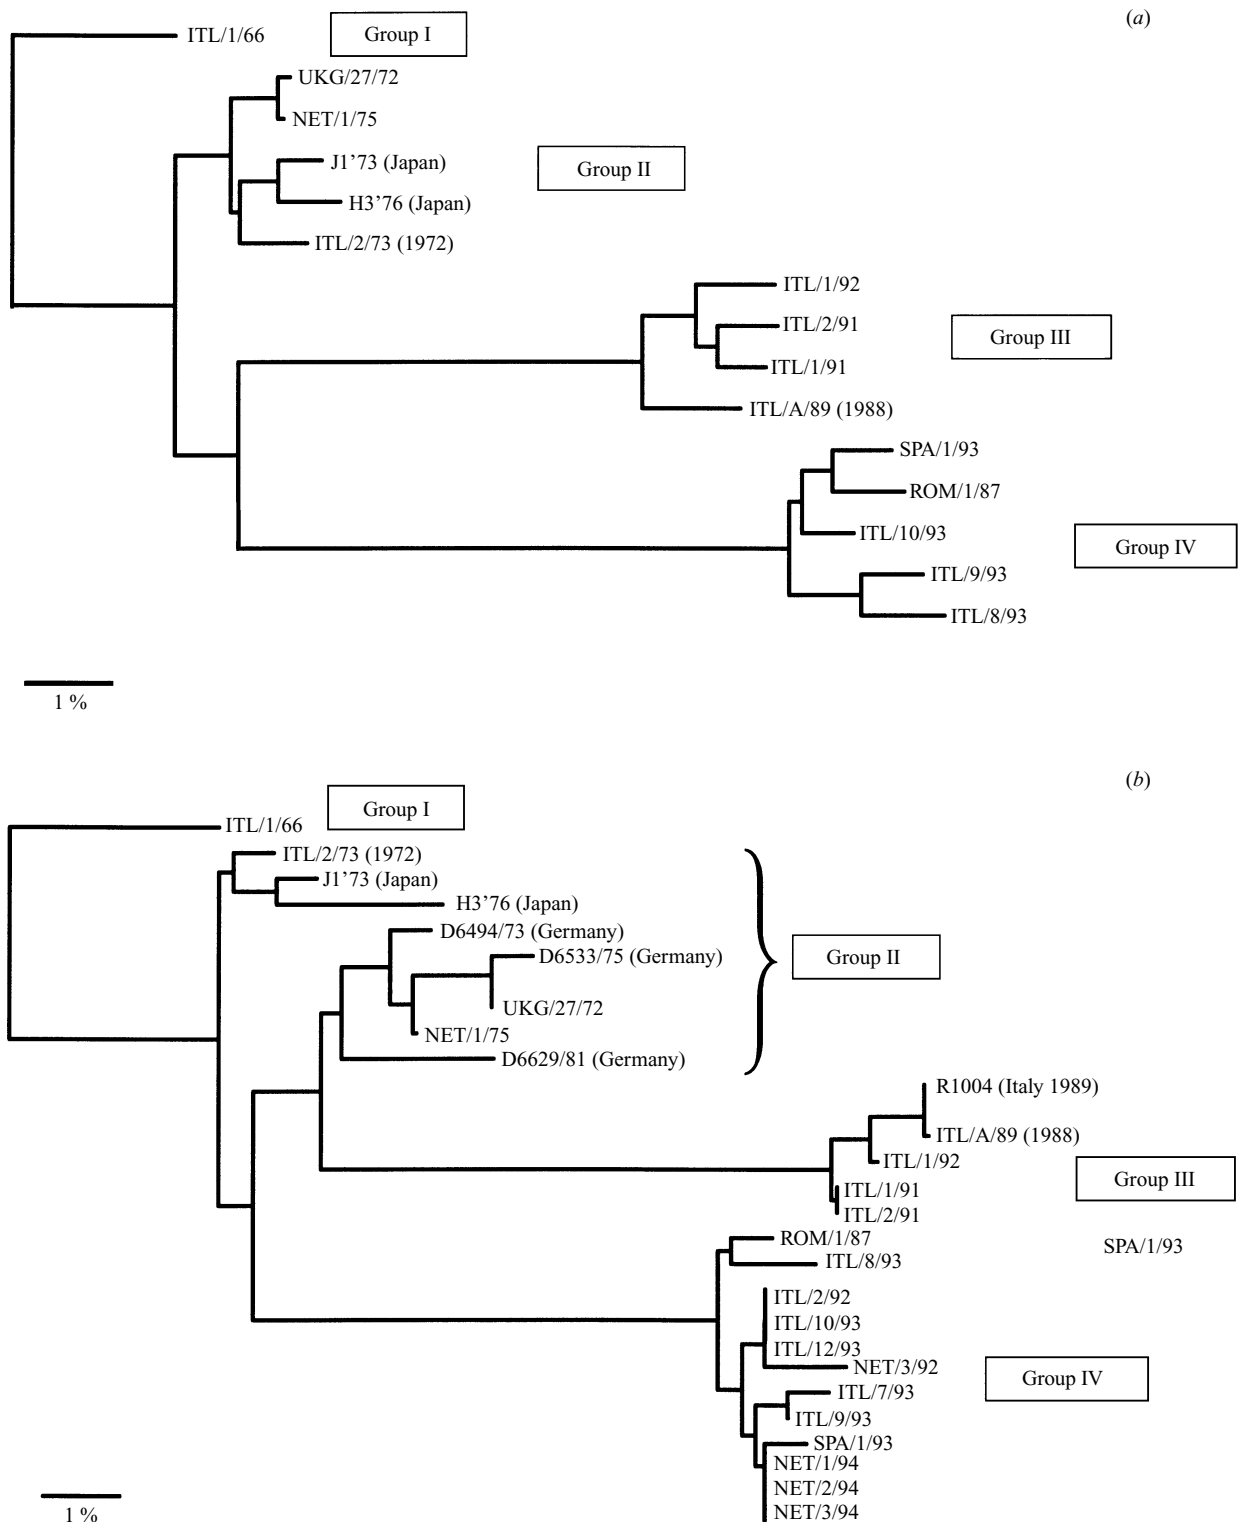 (a)
ITL/1/66
Group I
UKG/27/72
NET/1/75
J1’73 (Japan)
Group II
H3’76 (Japan)
ITL/2/73 (1972)
ITL/1/92
ITL/2/91
Group III
ITL/1/91
ITL/A/89 (1988)
SPA/1/93
ROM/1/87
ITL/10/93
Group IV
ITL/9/93
ITL/8/93
1 %
(b)
Group I
ITL/1/66
ITL/2/73 (1972)
J1’73 (Japan)
H3’76 (Japan)
D6494/73 (Germany)
D6533/75 (Germany)
Group II
UKG/27/72
NET/1/75
D6629/81 (Germany)
R1004 (Italy 1989)
ITL/A/89 (1988)
ITL/1/92
Group III
ITL/1/91
ITL/2/91
ROM/1/87
SPA/1/93
ITL/8/93
ITL/2/92
ITL/10/93
ITL/12/93
NET/3/92
Group IV
ITL/7/93
ITL/9/93
SPA/1/93
NET/1/94
NET/2/94
NET/3/94
1 %